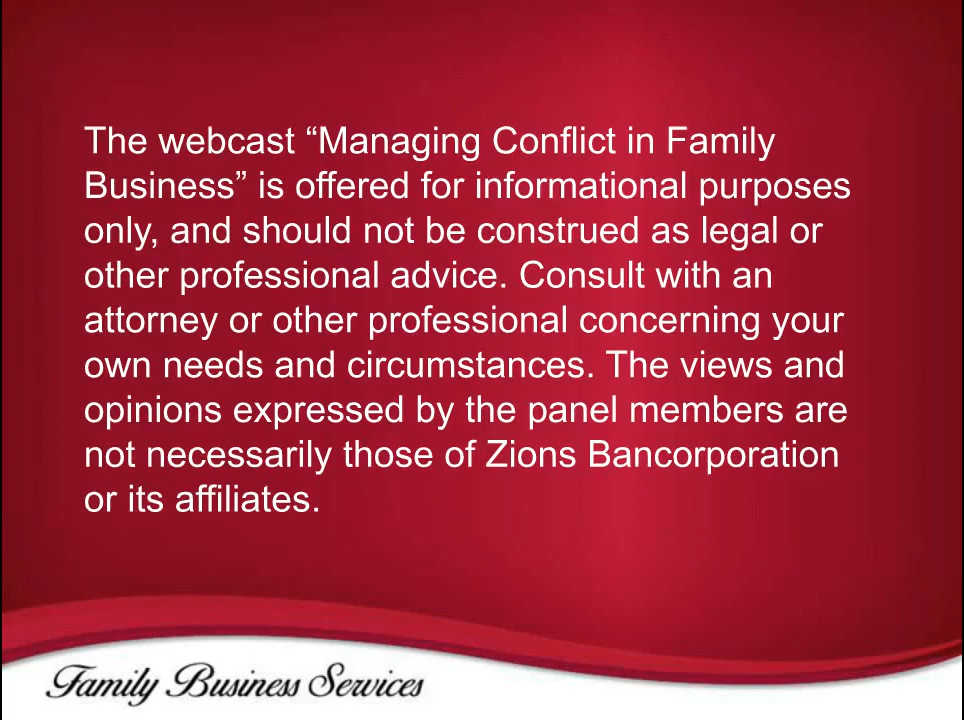 The webcast “Managing Conflict in Family
Business” is offered for informational purposes
only, and should not be construed as legal or
other professional advice. Consult with an
attorney or other professional concerning your
own needs and circumstances. The views and
opinions expressed by the panel members are
not necessarily those of Zions Bancorporation
or its affiliates.
Family Business Services